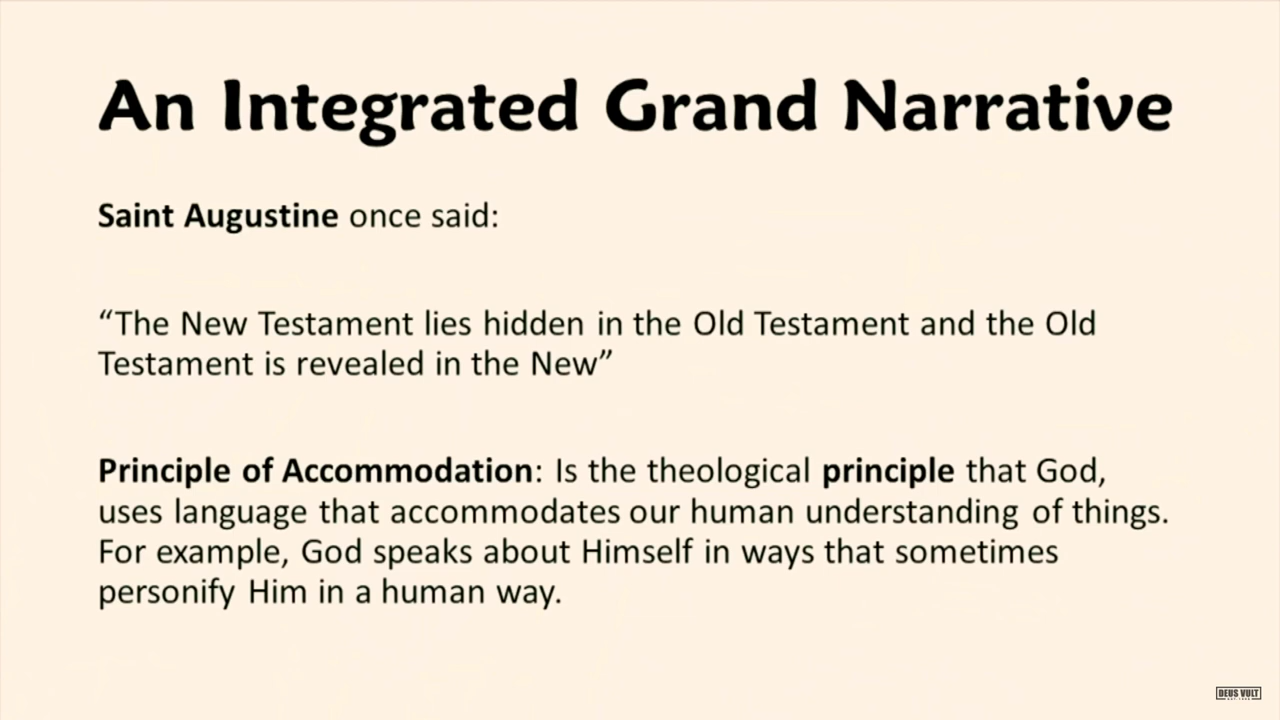 An Integrated Grand Narrative
Saint Augustine once said:
“The New Testament lies hidden in the Old Testament and the Old
Testament is revealed in the New”
Principle of Accommodation: Is the theological principle that God,
uses language that accommodates our human understanding of things.
For example, God speaks about Himself in ways that sometimes
personify Him in a human way.
DEUS VULT